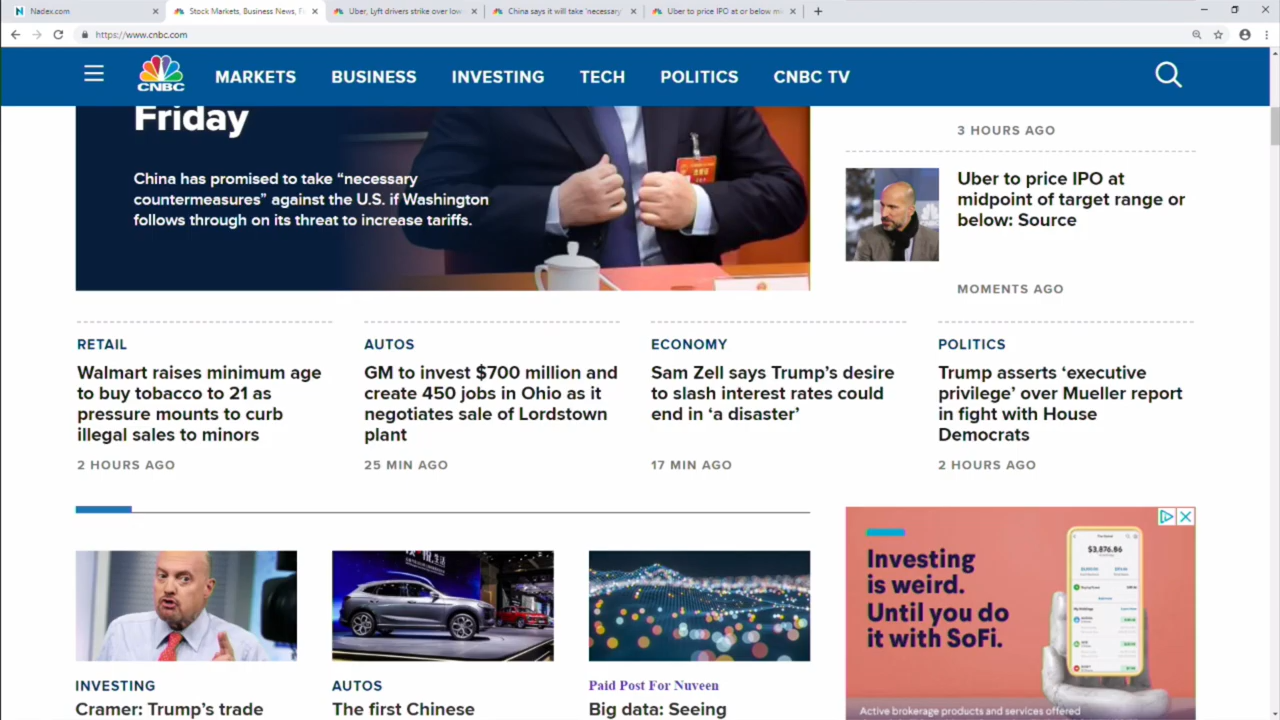 Nadex.com
Stock Markets, Business News, F
Uber, Lyft drivers strike over low
China says it will take 'necessary
Uber to price IPO at or below mi
https://www.cnbc.com
CNBC
MARKETS
BUSINESS
INVESTING
TECH
POLITICS
CNBC TV
Friday
China has promised to take “necessary
countermeasures” against the U.S. if Washington
follows through on its threat to increase tariffs.
3 HOURS AGO
Uber to price IPO at
midpoint of target range or
below: Source
MOMENTS AGO
RETAIL
Walmart raises minimum age
to buy tobacco to 21 as
pressure mounts to curb
illegal sales to minors
2 HOURS AGO
AUTOS
GM to invest $700 million and
create 450 jobs in Ohio as it
negotiates sale of Lordstown
plant
25 MIN AGO
ECONOMY
Sam Zell says Trump’s desire
to slash interest rates could
end in ‘a disaster’
17 MIN AGO
POLITICS
Trump asserts ‘executive
privilege’ over Mueller report
in fight with House
Democrats
2 HOURS AGO
INVESTING
Cramer: Trump’s trade
AUTOS
The first Chinese
Paid Post For Nuveen
Big data: Seeing
Investing
is weird.
Until you do
it with SoFi.
$3,876.86
Active brokerage products and services offered